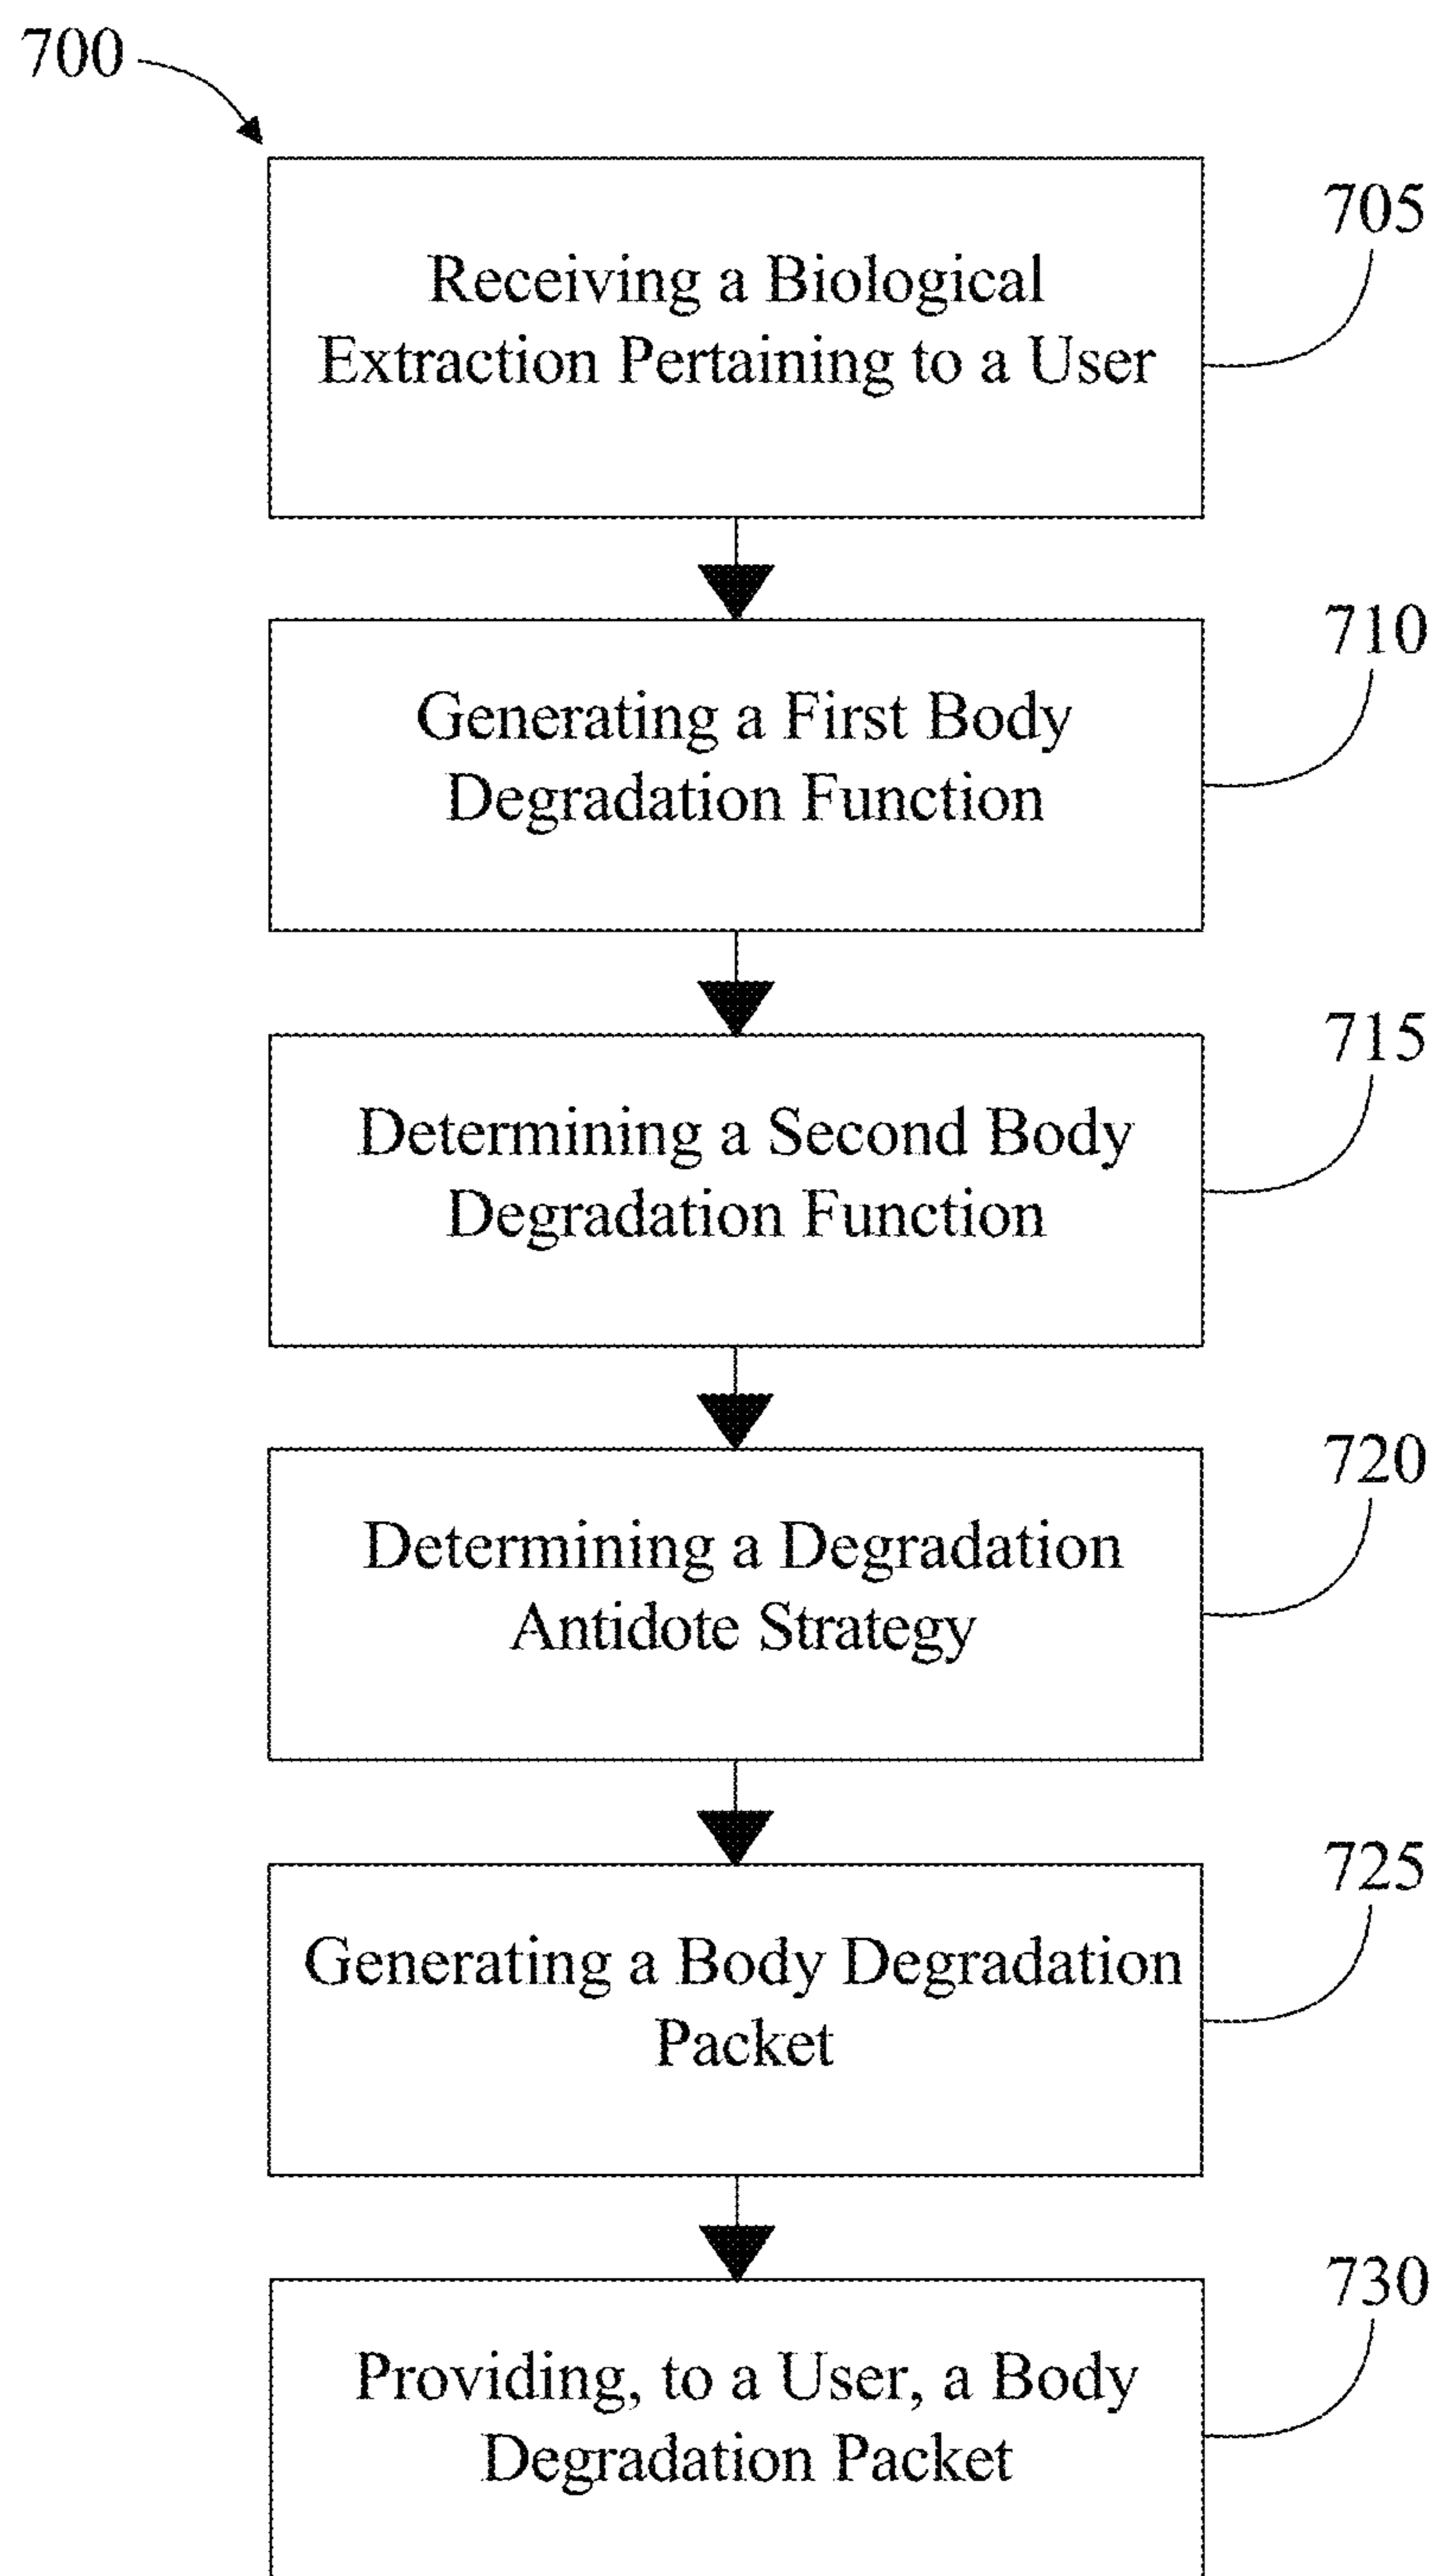 700
705
Receiving a Biological
Extraction Pertaining to a User
710
Generating a First Body
Degradation Function
715
Determining a Second Body
Degradation Function
720
Determining a Degradation
Antidote Strategy
725
Generating a Body Degradation
Packet
730
Providing, to a User, a Body
Degradation Packet